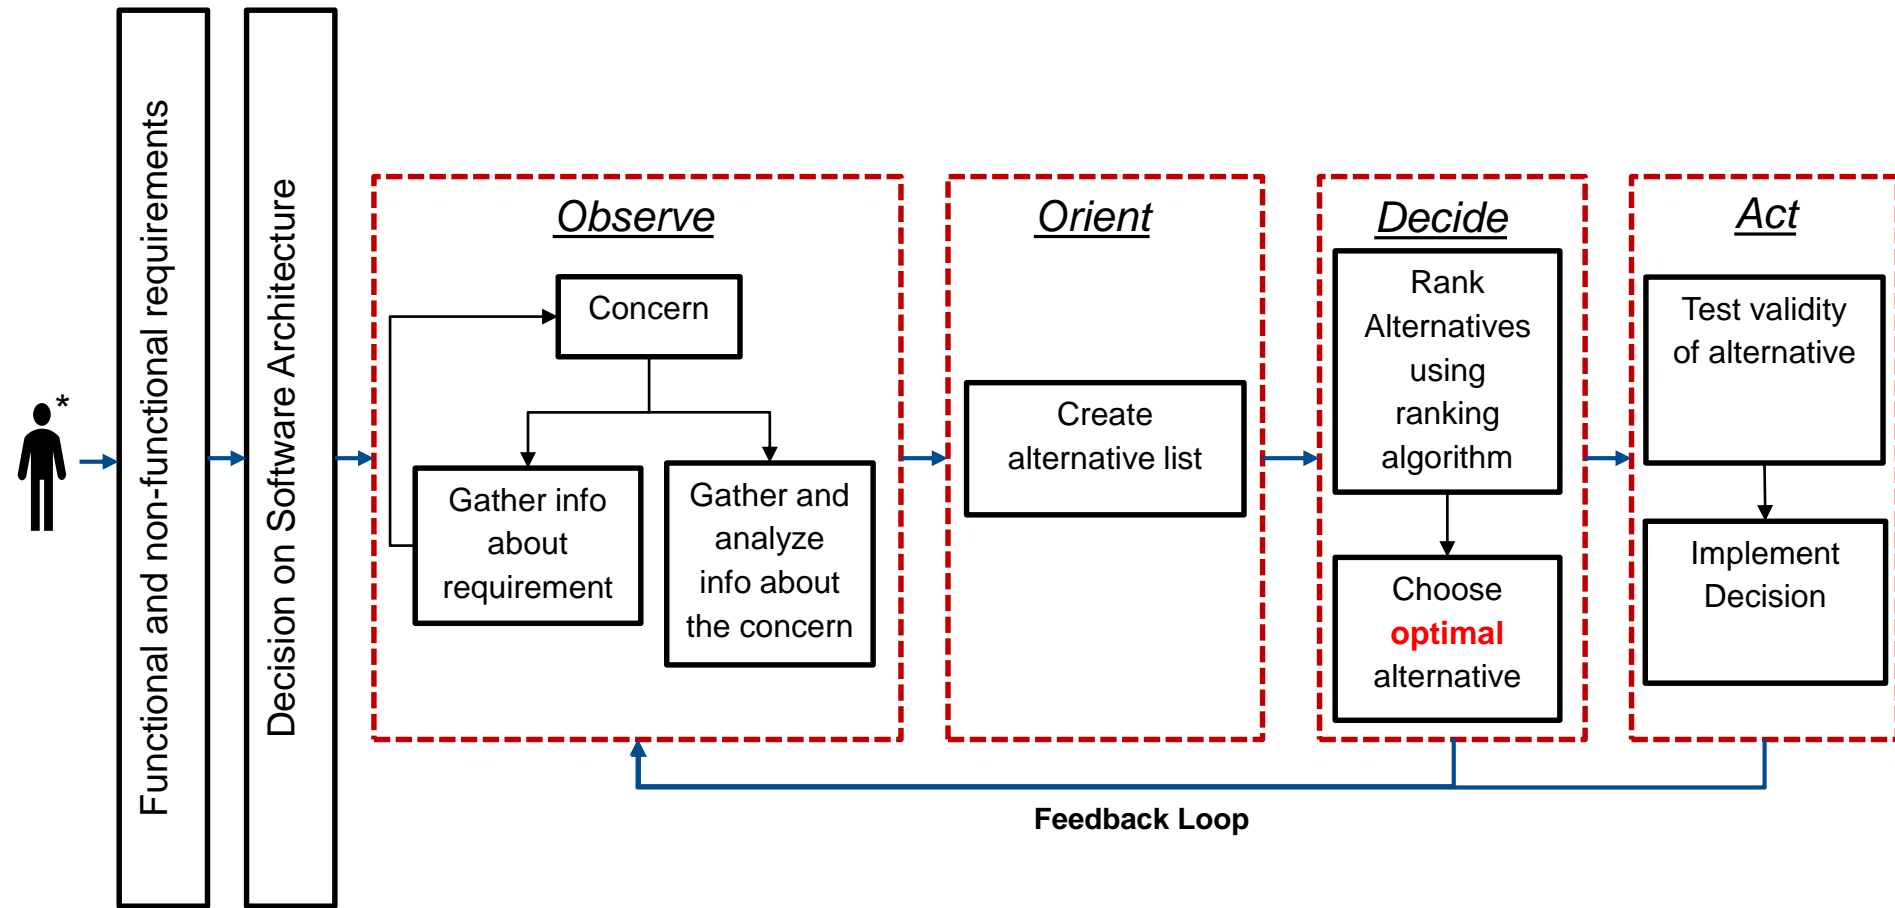 *
Functional and non-functional requirements
Decision on Software Architecture
Observe
Concern
Gather info
about
requirement
Gather and
analyze
info about
the concern
Orient
Create
alternative list
Decide
Rank
Alternatives
using
ranking
algorithm
Choose
optimal
alternative
Act
Test validity
of alternative
Implement
Decision
Feedback Loop